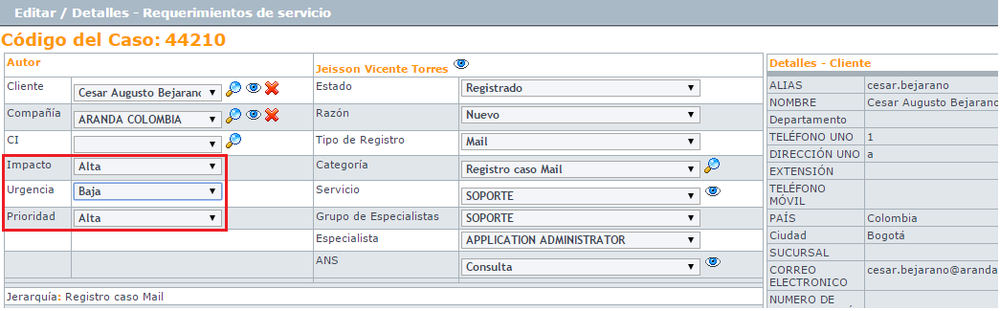 Editar / Detalles - Requerimientos de servicio
Código del Caso: 44210
Autor
Jeisson Vicente Torres
Cliente
Cesar Augusto Bejarano
Estado
Registrado
Compañía
ARANDA COLOMBIA
Razón
Nuevo
CI
Tipo de Registro
Mail
Impacto
Alta
Categoría
Registro caso Mail
Urgencia
Baja
Servicio
SOPORTE
Prioridad
Alta
Grupo de Especialistas
SOPORTE
Especialista
APPLICATION ADMINISTRATOR
ANS
Consulta
Jerarquía: Registro caso Mail
Detalles - Cliente
ALIAS cesar.bejarano
NOMBRE Cesar Augusto Bejarano
Departamento
TELÉFONO UNO 1
DIRECCIÓN UNO a
EXTENSIÓN
TELÉFONO
MÓVIL
PAÍS Colombia
Ciudad Bogotá
SUCURSAL
CORREO
ELECTRONICO cesar.bejarano@aranda
NUMERO DE